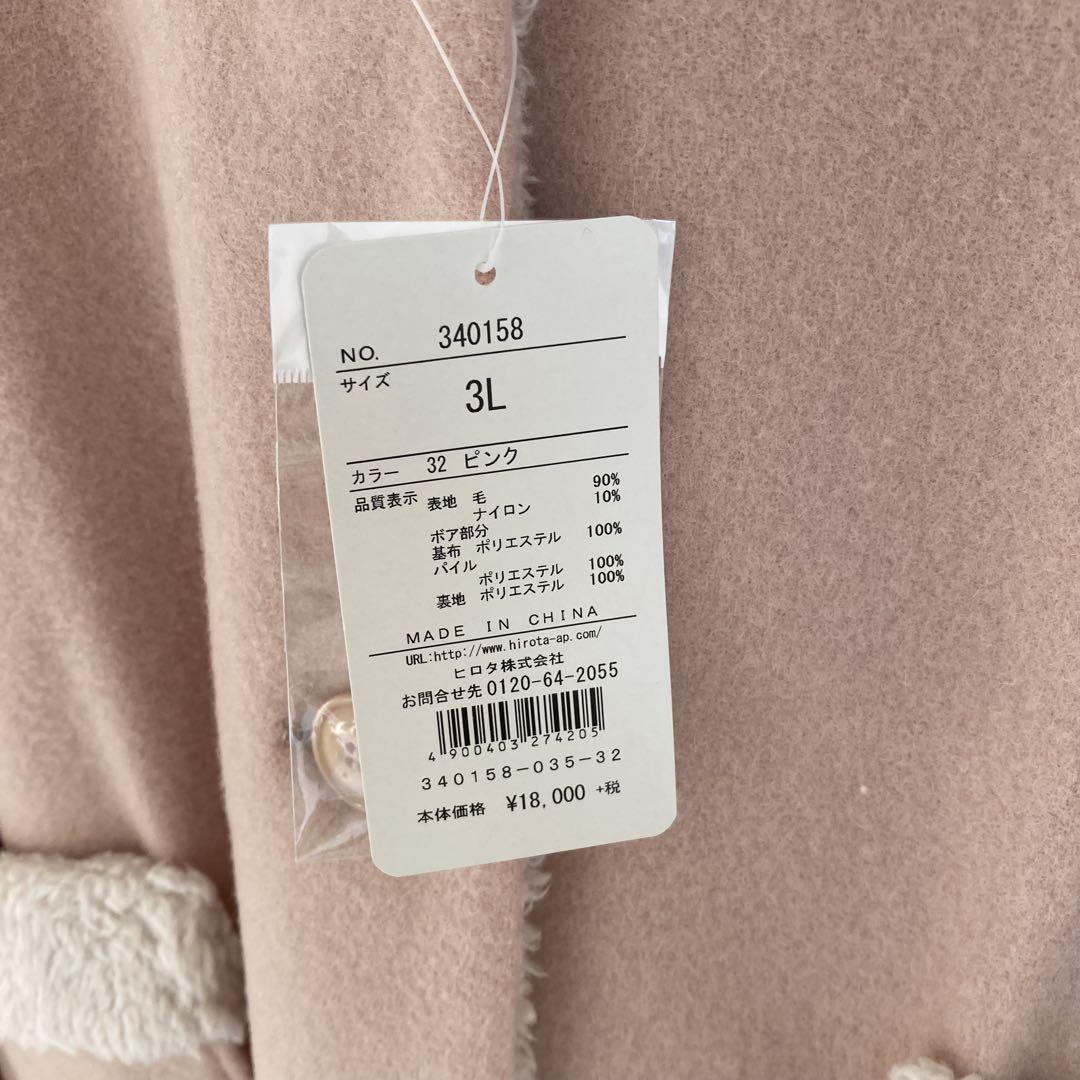 NO. 340158
サイズ 3L
カラー 32 ピンク
品質表示 表地 毛 90%
ナイロン 10%
ボア部分
基布 ポリエステル 100%
パイル
ポリエステル 100%
裏地 ポリエステル 100%
MADE IN CHINA
URL:http://www.hirota-ap.com/
ヒロタ株式会社
お問合せ先 0120-64-2055
4 900403 274205
340158-035-32
本体価格 ¥18,000 +税